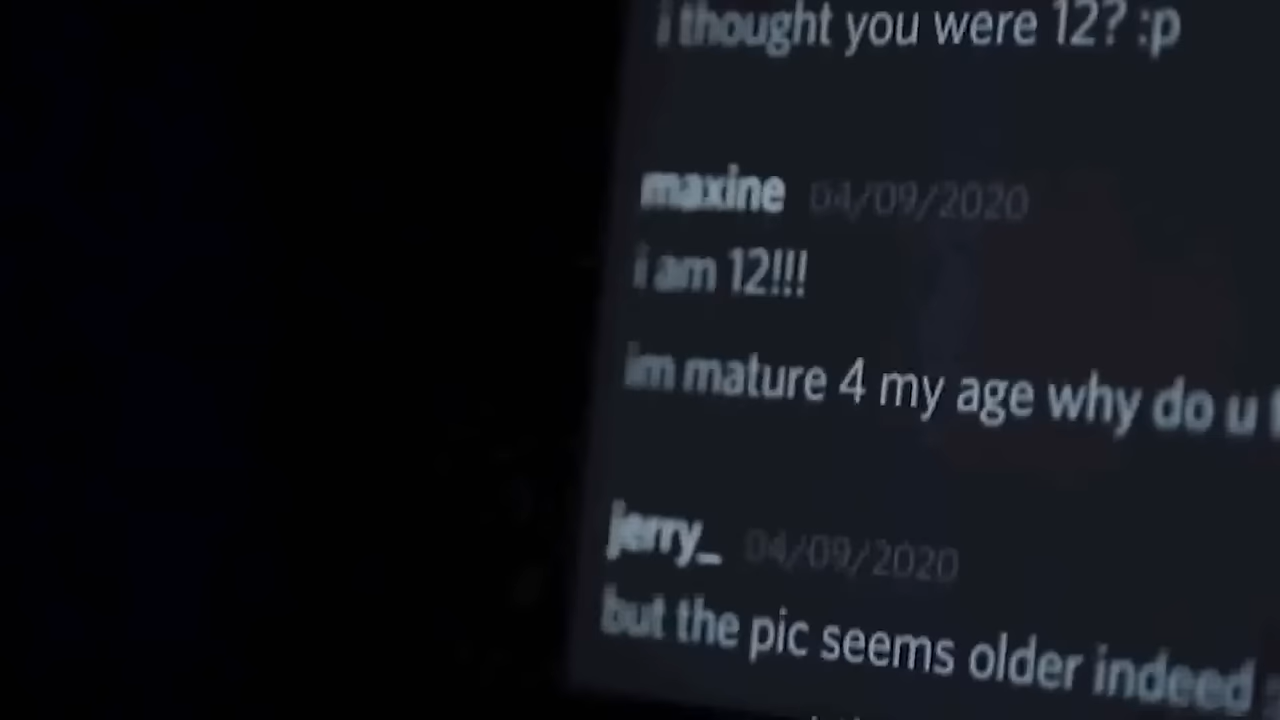 i thought you were 12? :p
maxine 04/09/2020
i am 12!!!
im mature 4 my age why do u
jerry_ 04/09/2020
but the pic seems older indeed